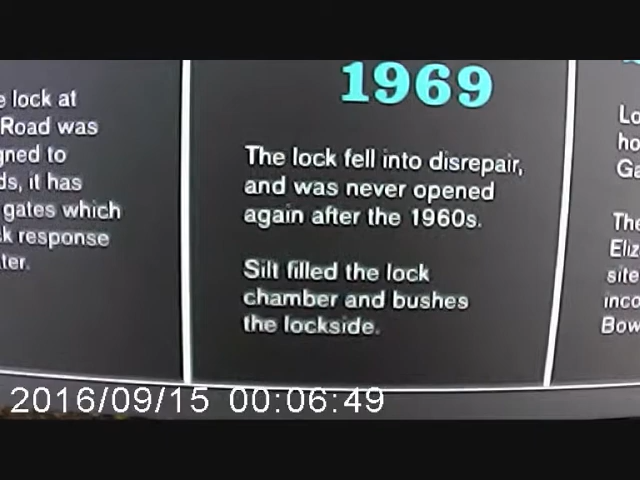 e lock at
Road was
gned to
ds, it has
gates which
k response
ter.
1969
The lock fell into disrepair,
and was never opened
again after the 1960s.
Silt filled the lock
chamber and bushes
the lockside.
Lo
ho
Ga
The
Eliz
site
inco
Bow
2016/09/15 00:06:49